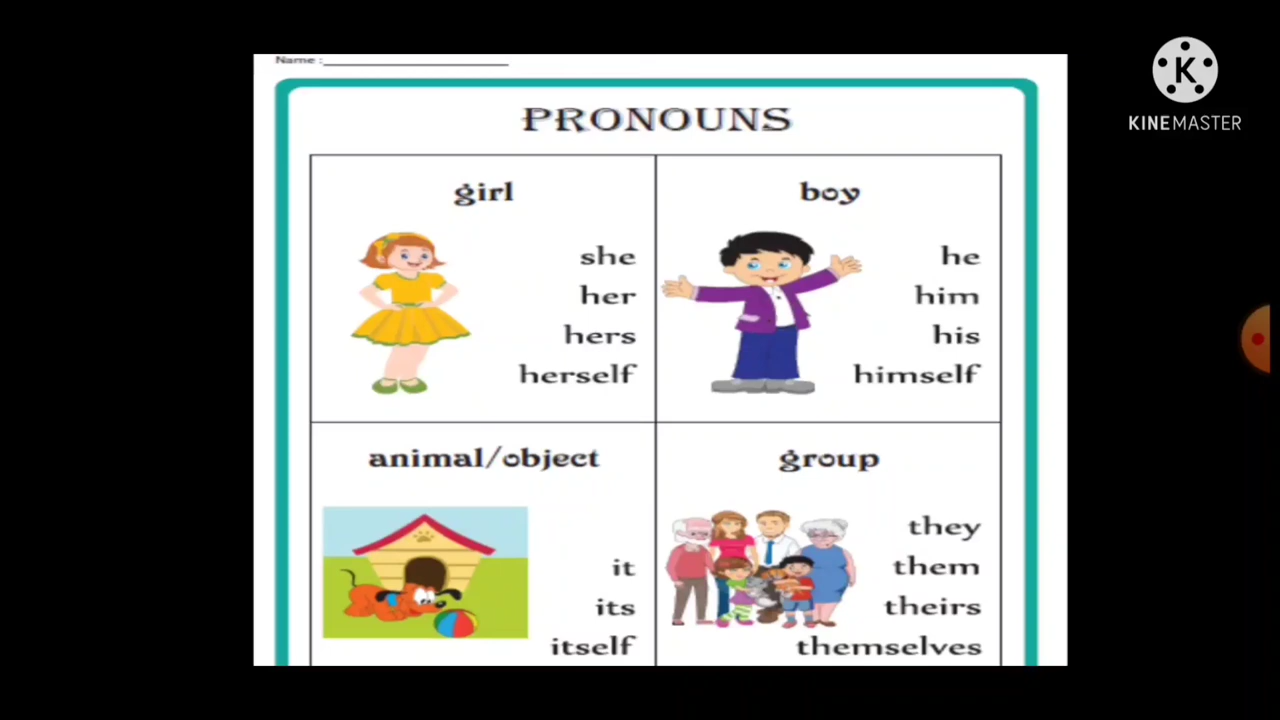 Name :
PRONOUNS
girl
she
her
hers
herself
boy
he
him
his
himself
animal/object
it
its
itself
group
they
them
theirs
themselves
K
KINEMASTER